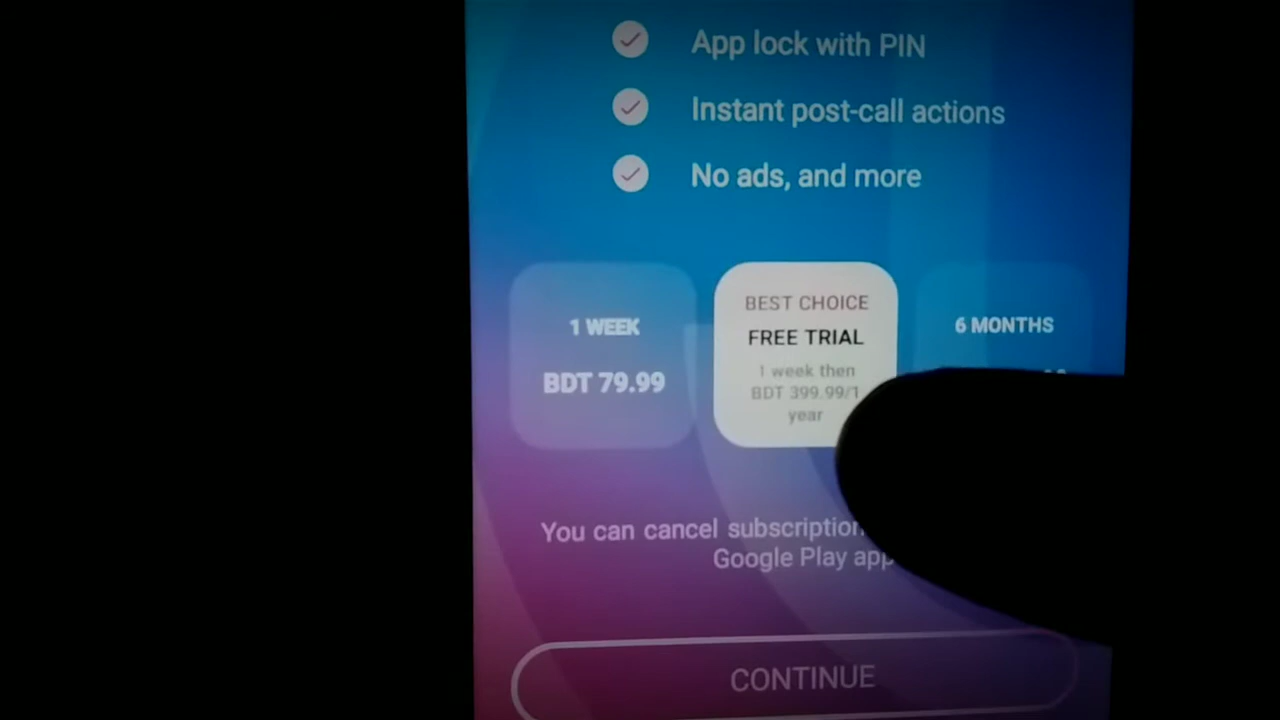 App lock with PIN
Instant post-call actions
No ads, and more
1 WEEK
BDT 79.99
BEST CHOICE
FREE TRIAL
1 week then
BDT 399.99/1
year
6 MONTHS
You can cancel subscription
Google Play app
CONTINUE